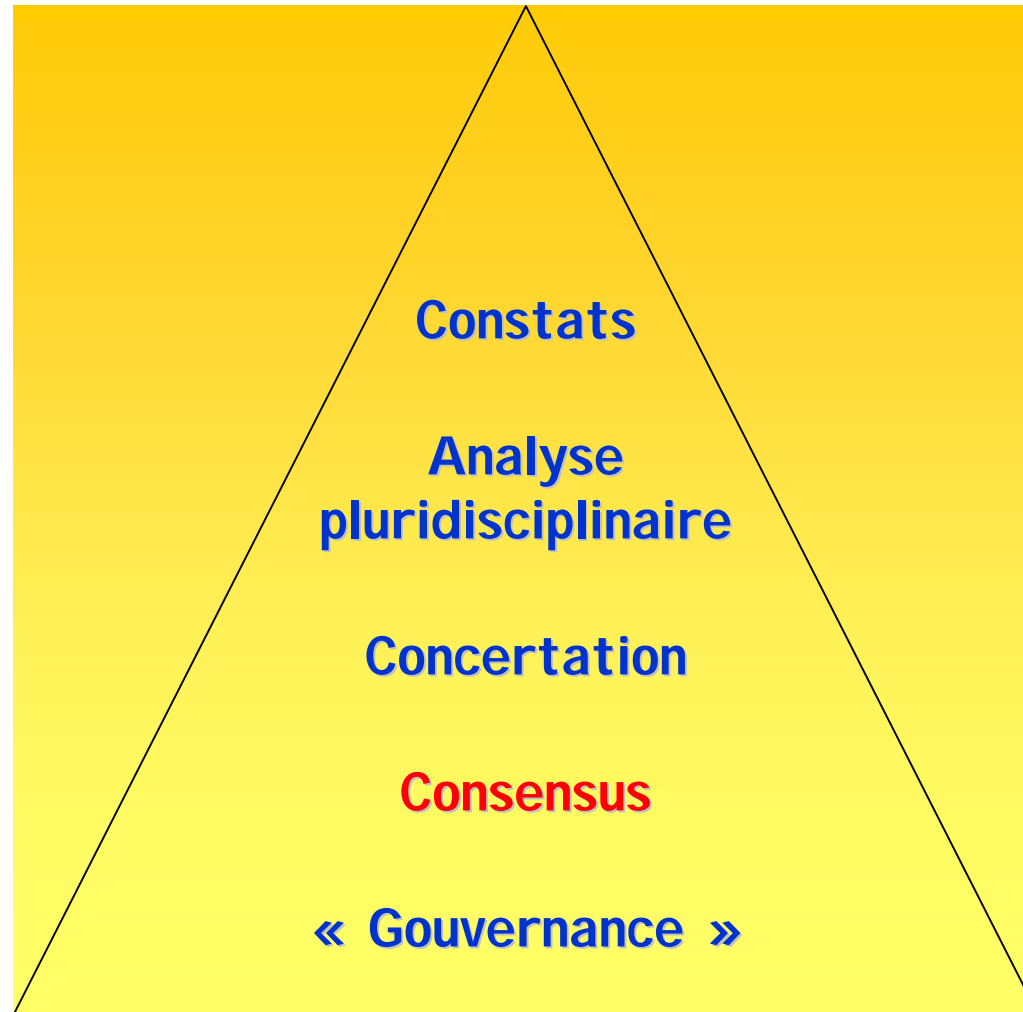 Constats
Analyse
pluridisciplinaire
Concertation
Consensus
« Gouvernance »